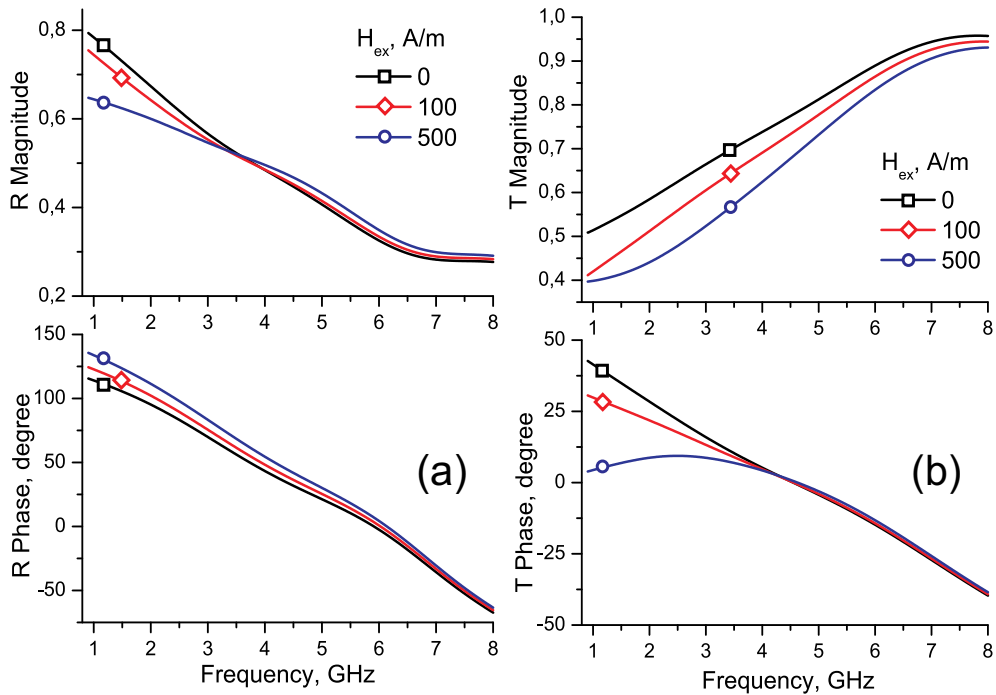 R Magnitude
0,8
0,6
0,4
0,2
H_ex, A/m
0
100
500
1 2 3 4 5 6 7 8
T Magnitude
1,0
0,9
0,8
0,7
0,6
0,5
0,4
H_ex, A/m
0
100
500
1 2 3 4 5 6 7 8
R Phase, degree
150
100
50
0
-50
(a)
1 2 3 4 5 6 7 8
Frequency, GHz
T Phase, degree
50
25
0
-25
-50
(b)
1 2 3 4 5 6 7 8
Frequency, GHz